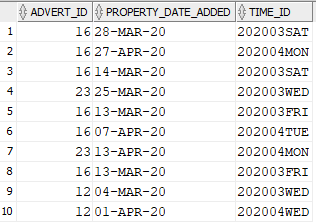 ADVERT_ID PROPERTY_DATE_ADDED TIME_ID
1 16 28-MAR-20 202003SAT
2 16 27-APR-20 202004MON
3 16 14-MAR-20 202003SAT
4 23 25-MAR-20 202003WED
5 16 13-MAR-20 202003FRI
6 16 07-APR-20 202004TUE
7 23 13-APR-20 202004MON
8 16 13-MAR-20 202003FRI
9 12 04-MAR-20 202003WED
10 12 01-APR-20 202004WED